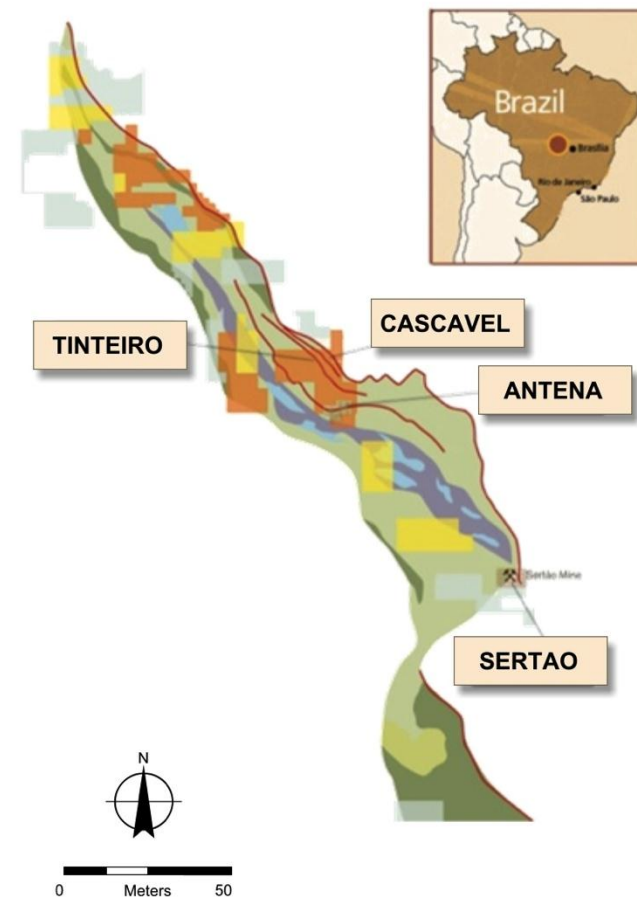 Brazil
Brasília
Rio de Janeiro
São Paulo
CASCAVEL
TINTEIRO
ANTENA
Sertão Mine
SERTAO
N
0 Meters 50